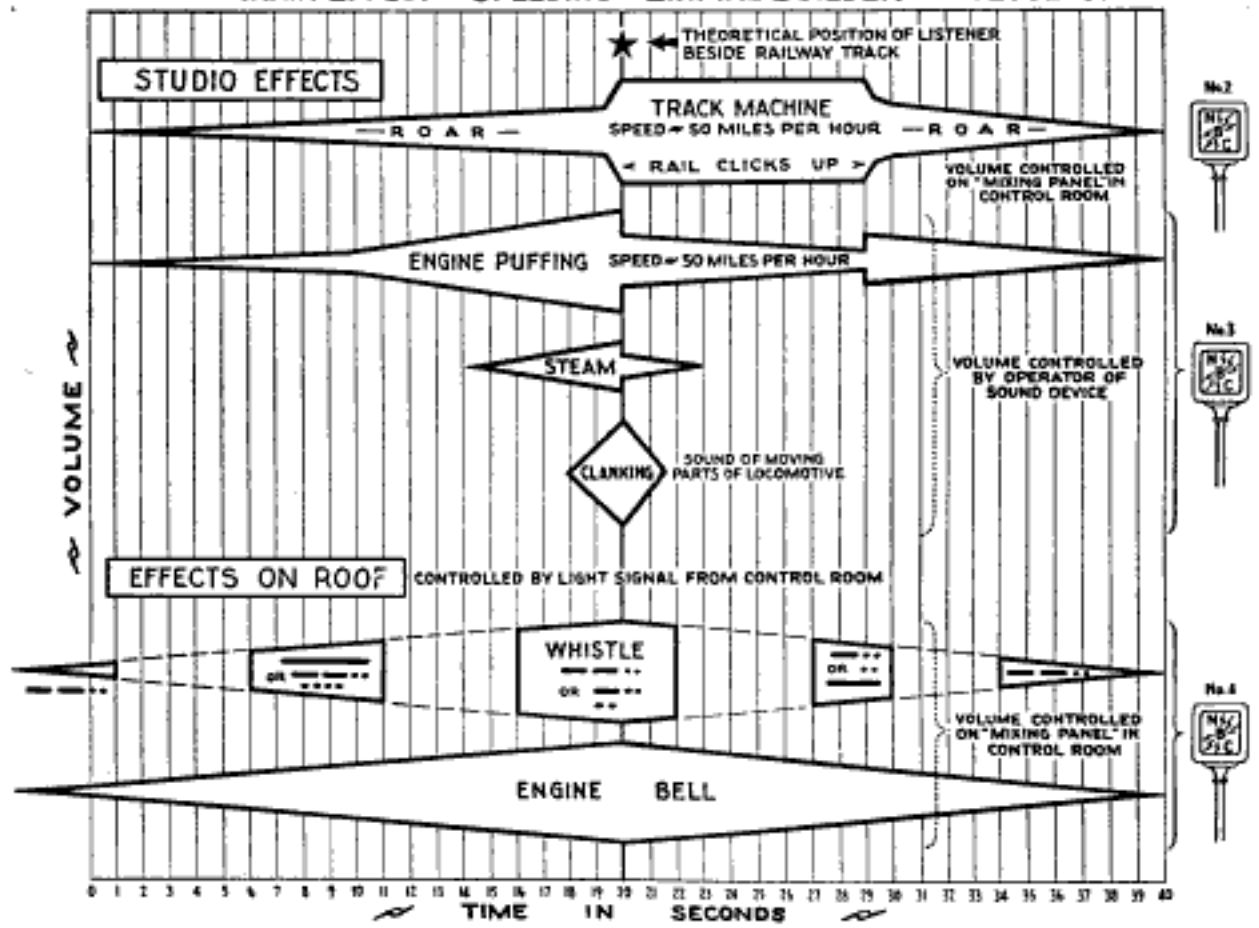 THEORETICAL POSITION OF LISTENER
BESIDE RAILWAY TRACK
STUDIO EFFECTS
No.2
NBC
TRACK MACHINE
SPEED - 50 MILES PER HOUR
— ROAR —
— ROAR —
< RAIL CLICKS UP >
VOLUME CONTROLLED
ON "MIXING PANEL" IN
CONTROL ROOM
ENGINE PUFFING
SPEED - 50 MILES PER HOUR
No.3
NBC
STEAM
VOLUME CONTROLLED
BY OPERATOR OF
SOUND DEVICE
VOLUME
CLANKING
SOUND OF MOVING
PARTS OF LOCOMOTIVE
EFFECTS ON ROOF
CONTROLLED BY LIGHT SIGNAL FROM CONTROL ROOM
WHISTLE
OR
OR
OR
No.4
NBC
VOLUME CONTROLLED
ON "MIXING PANEL" IN
CONTROL ROOM
ENGINE BELL
0 1 2 3 4 5 6 7 8 9 10 11 12 13 14 15 16 17 18 19 20 21 22 23 24 25 26 27 28 29 30 31 32 33 34 35 36 37 38 39 40
TIME IN SECONDS